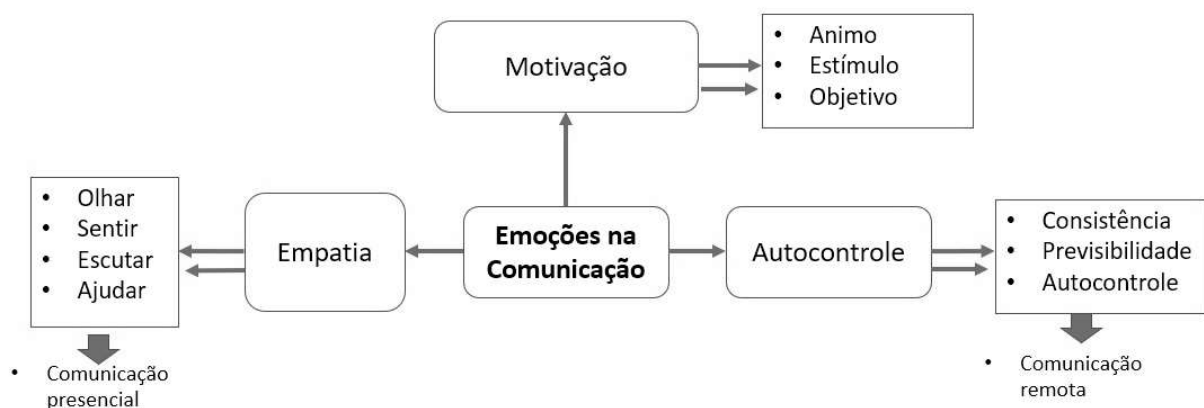 Motivação
• Animo
• Estímulo
• Objetivo
• Olhar
• Sentir
• Escutar
• Ajudar
Empatia
Emoções na
Comunicação
Autocontrole
• Consistência
• Previsibilidade
• Autocontrole
• Comunicação
presencial
• Comunicação
remota